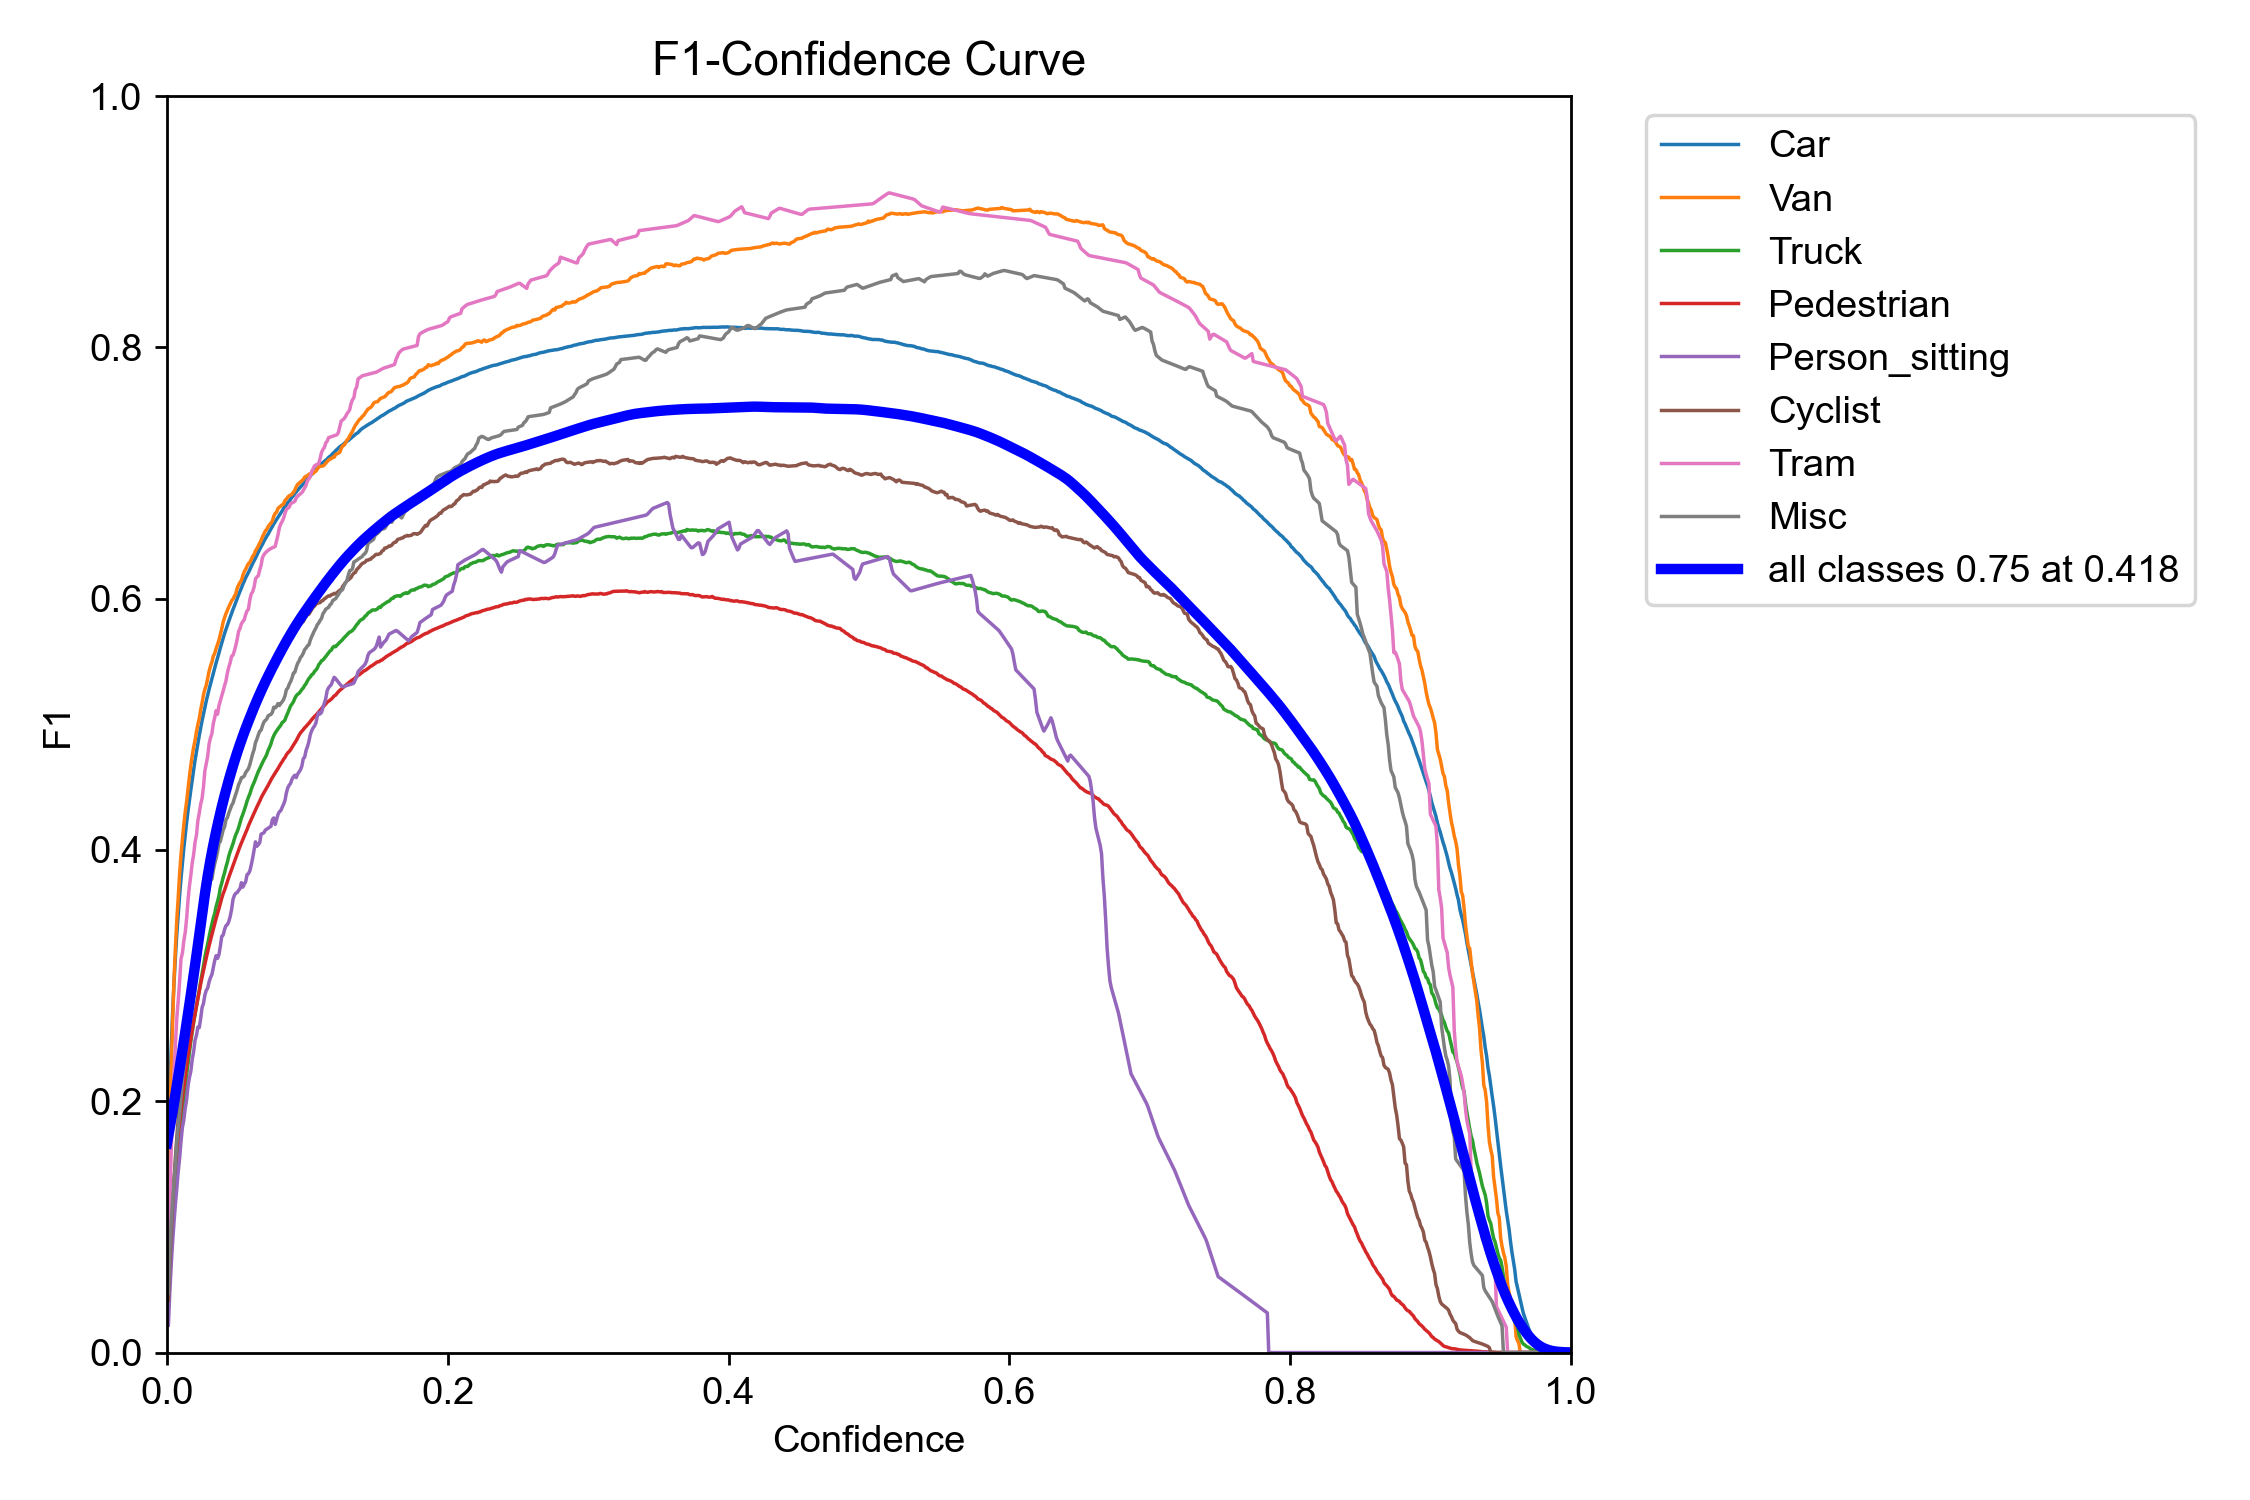 F1-Confidence Curve
1.0
0.8
0.6
0.4
0.2
0.0
F1
0.0 0.2 0.4 0.6 0.8 1.0
Confidence
Car
Van
Truck
Pedestrian
Person_sitting
Cyclist
Tram
Misc
all classes 0.75 at 0.418